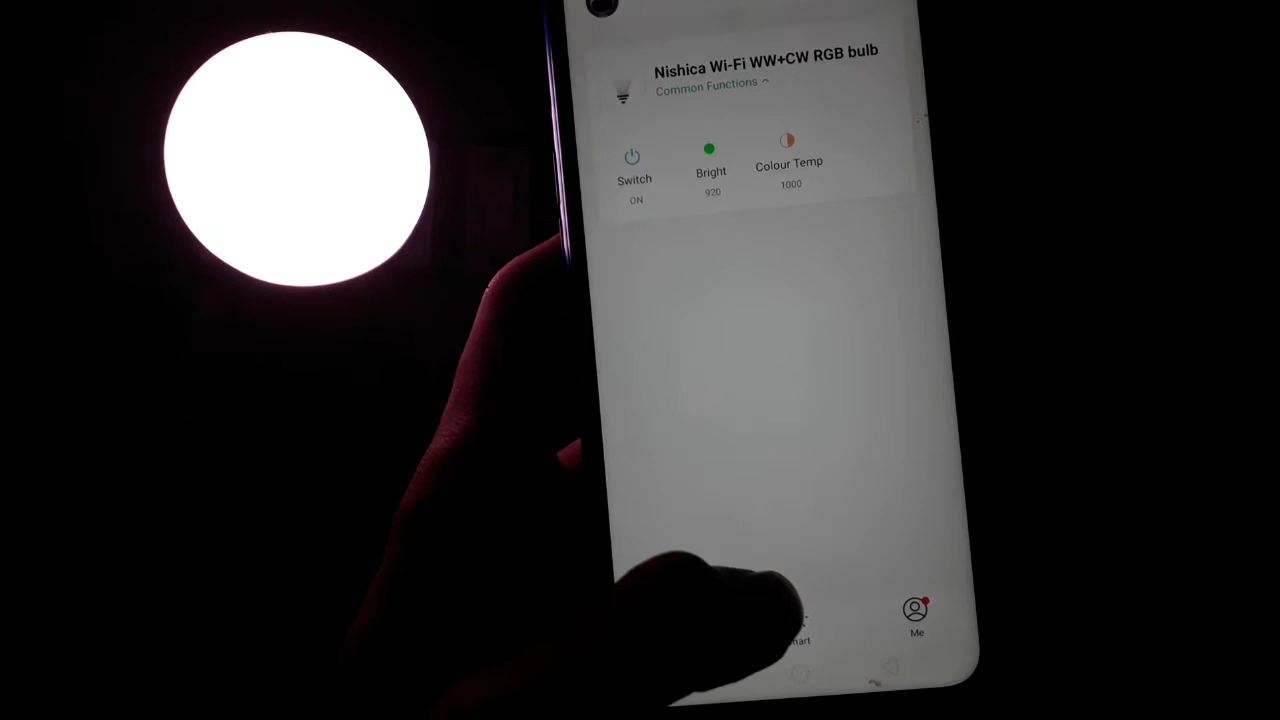 Nishica Wi-Fi WW+CW RGB bulb
Common Functions
Switch
Bright
Colour Temp
ON
920
1000
Me